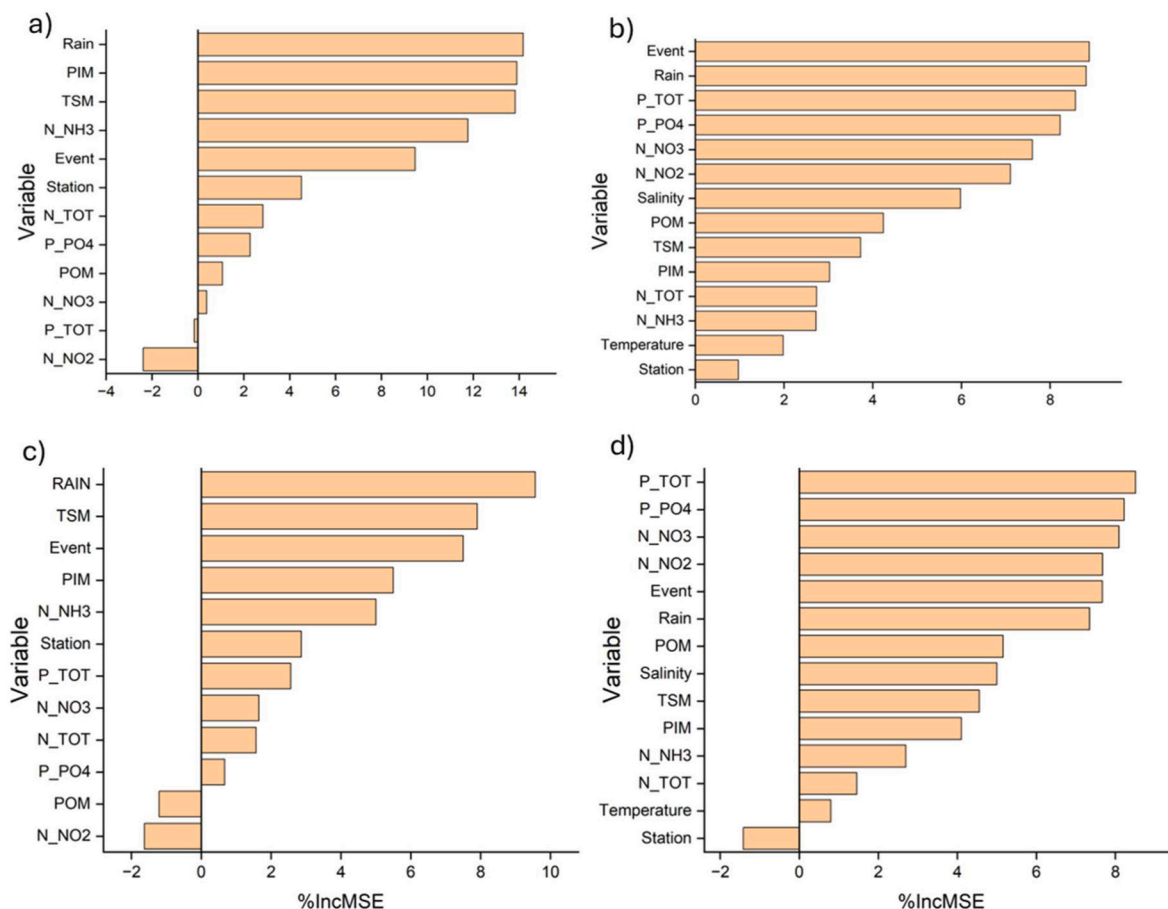 a)
Variable
Rain
PIM
TSM
N_NH3
Event
Station
N_TOT
P_PO4
POM
N_NO3
P_TOT
N_NO2
−4 −2 0 2 4 6 8 10 12 14
b)
Variable
Event
Rain
P_TOT
P_PO4
N_NO3
N_NO2
Salinity
POM
TSM
PIM
N_TOT
N_NH3
Temperature
Station
0 2 4 6 8
c)
Variable
RAIN
TSM
Event
PIM
N_NH3
Station
P_TOT
N_NO3
N_TOT
P_PO4
POM
N_NO2
−2 0 2 4 6 8 10
%IncMSE
d)
Variable
P_TOT
P_PO4
N_NO3
N_NO2
Event
Rain
POM
Salinity
TSM
PIM
N_NH3
N_TOT
Temperature
Station
−2 0 2 4 6 8
%IncMSE